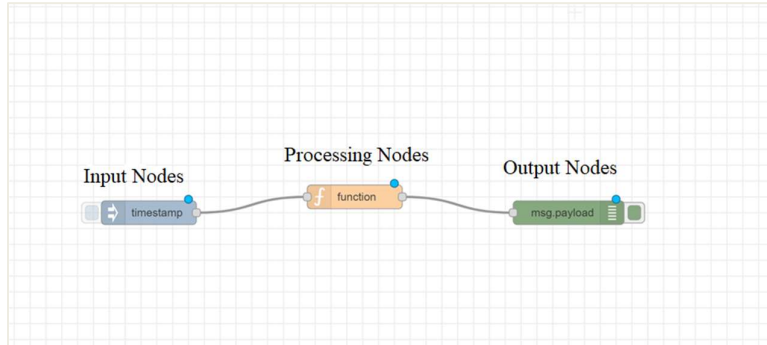 Input Nodes
Processing Nodes
Output Nodes
timestamp
function
msg.payload